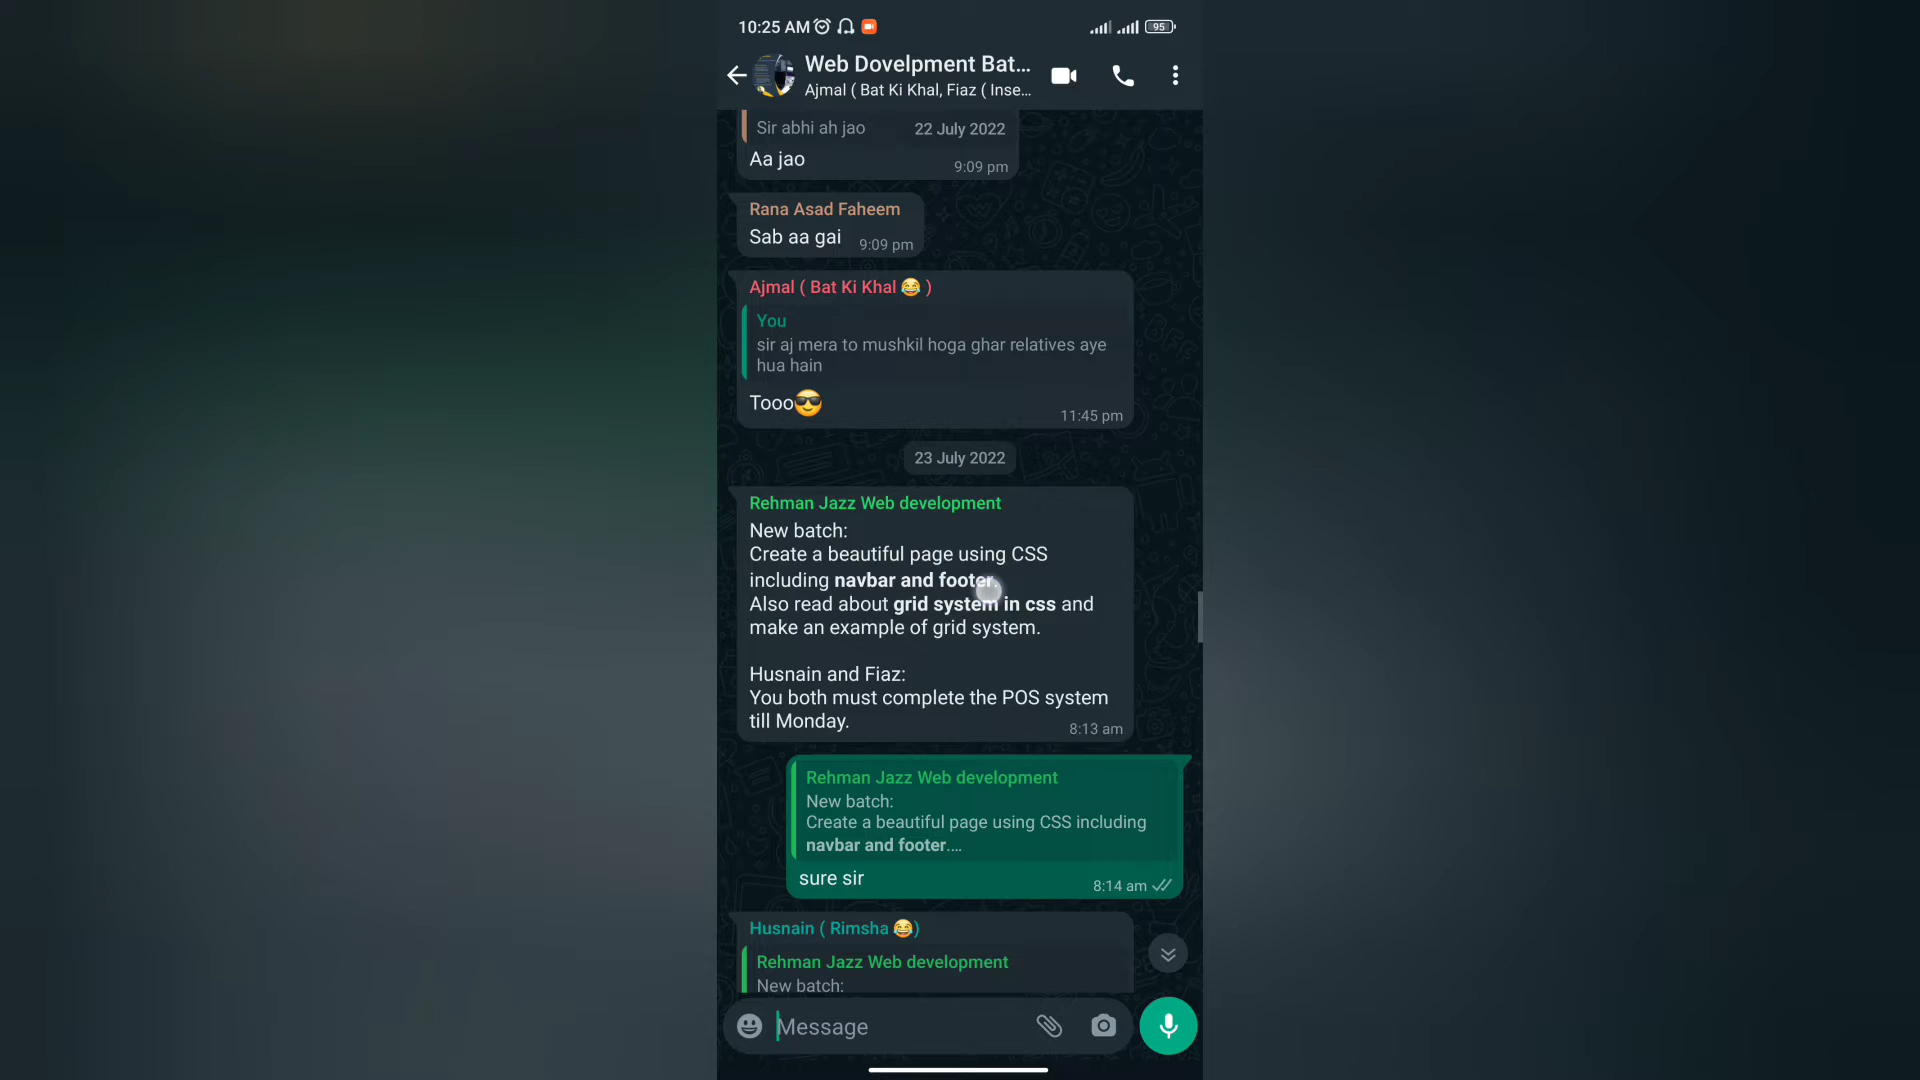 10:25 AM
95
Web Dovelpment Bat...
Ajmal ( Bat Ki Khal, Fiaz ( Inse...
Sir abhi ah jao
22 July 2022
Aa jao
9:09 pm
Rana Asad Faheem
Sab aa gai
9:09 pm
Ajmal ( Bat Ki Khal 😂 )
You
sir aj mera to mushkil hoga ghar relatives aye
hua hain
Tooo😎
11:45 pm
23 July 2022
Rehman Jazz Web development
New batch:
Create a beautiful page using CSS
including navbar and footer.
Also read about grid system in css and
make an example of grid system.
Husnain and Fiaz:
You both must complete the POS system
till Monday.
8:13 am
Rehman Jazz Web development
New batch:
Create a beautiful page using CSS including
navbar and footer....
sure sir
8:14 am
Husnain ( Rimsha 😂)
Rehman Jazz Web development
New batch:
Message